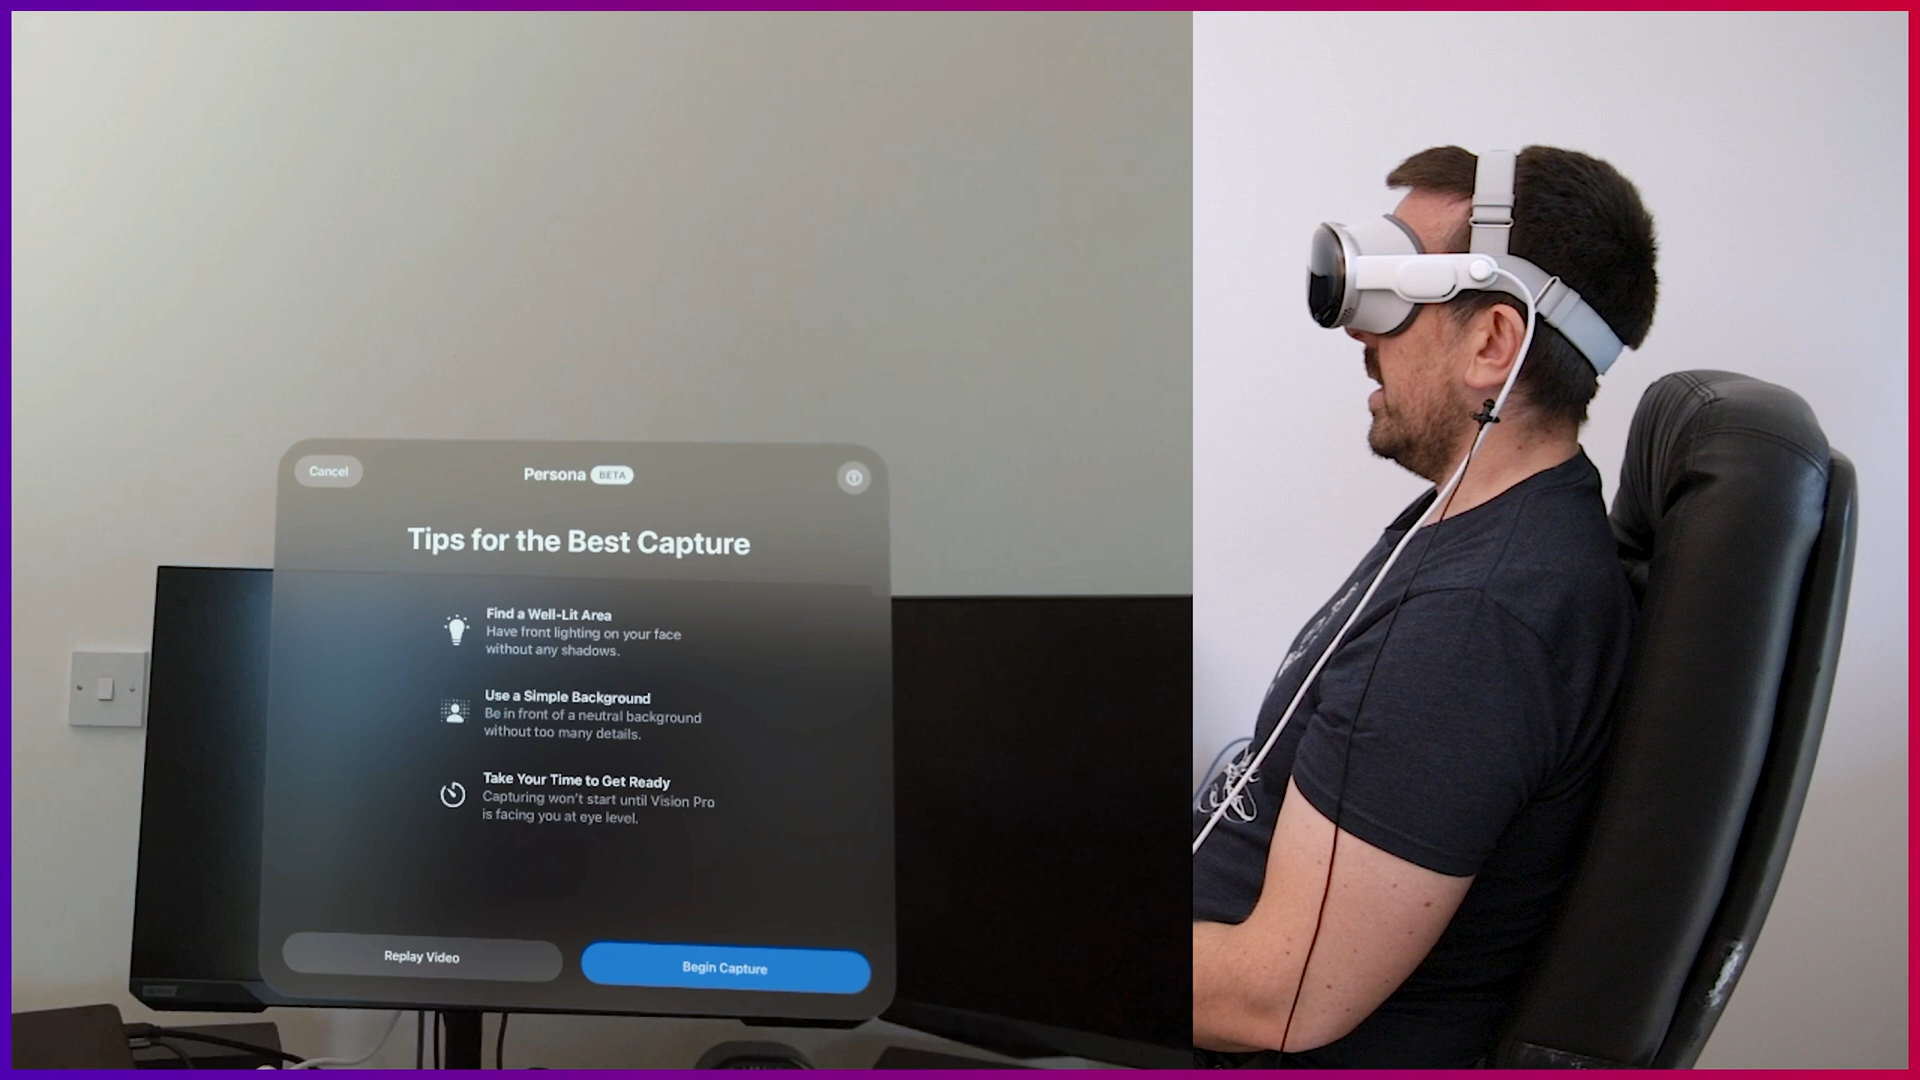 Cancel
Persona BETA
Tips for the Best Capture
Find a Well-Lit Area
Have front lighting on your face
without any shadows.
Use a Simple Background
Be in front of a neutral background
without too many details.
Take Your Time to Get Ready
Capturing won't start until Vision Pro
is facing you at eye level.
Replay Video
Begin Capture